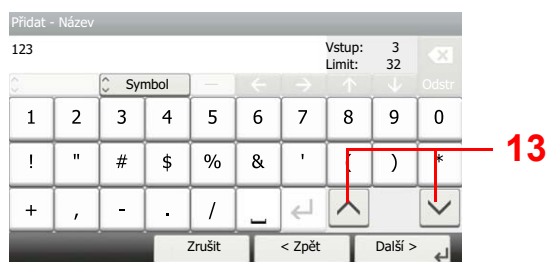 Přidat - Název
123 Vstup: 3
Limit: 32
Symbol Odstr
1 2 3 4 5 6 7 8 9 0
! " # $ % & ' ( ) *
+ , - . /
Zrušit < Zpět Další >
13